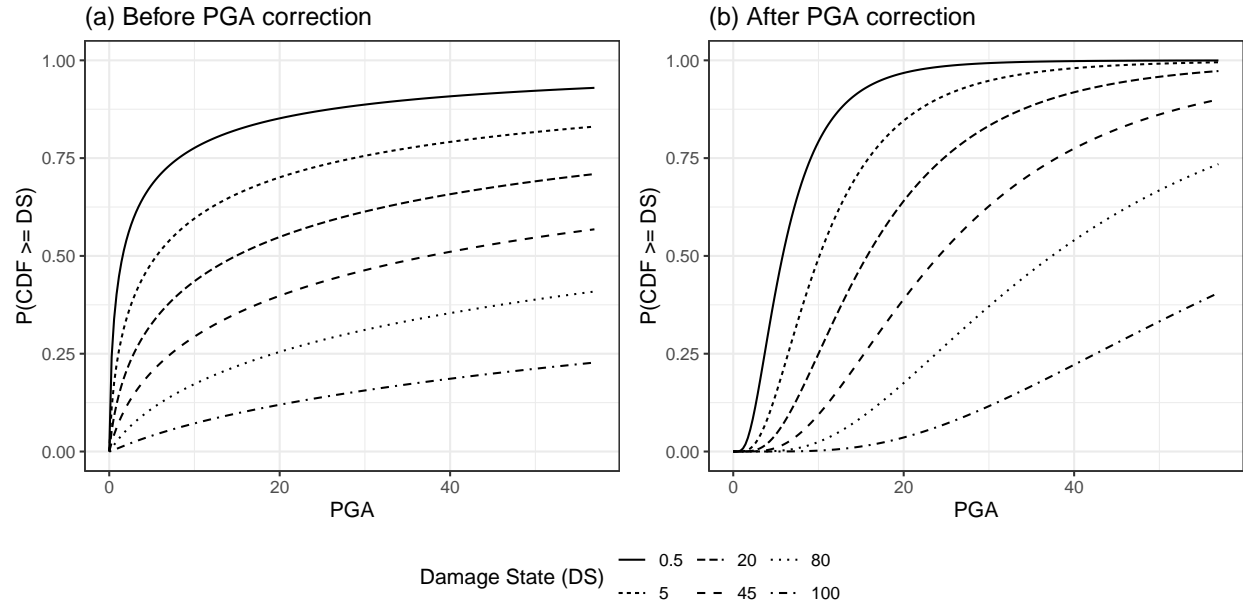 (a) Before PGA correction
1.00
0.75
0.50
0.25
0.00
P(CDF >= DS)
0
20
40
PGA
(b) After PGA correction
1.00
0.75
0.50
0.25
0.00
P(CDF >= DS)
0
20
40
PGA
Damage State (DS)
0.5 20 80
5 45 100